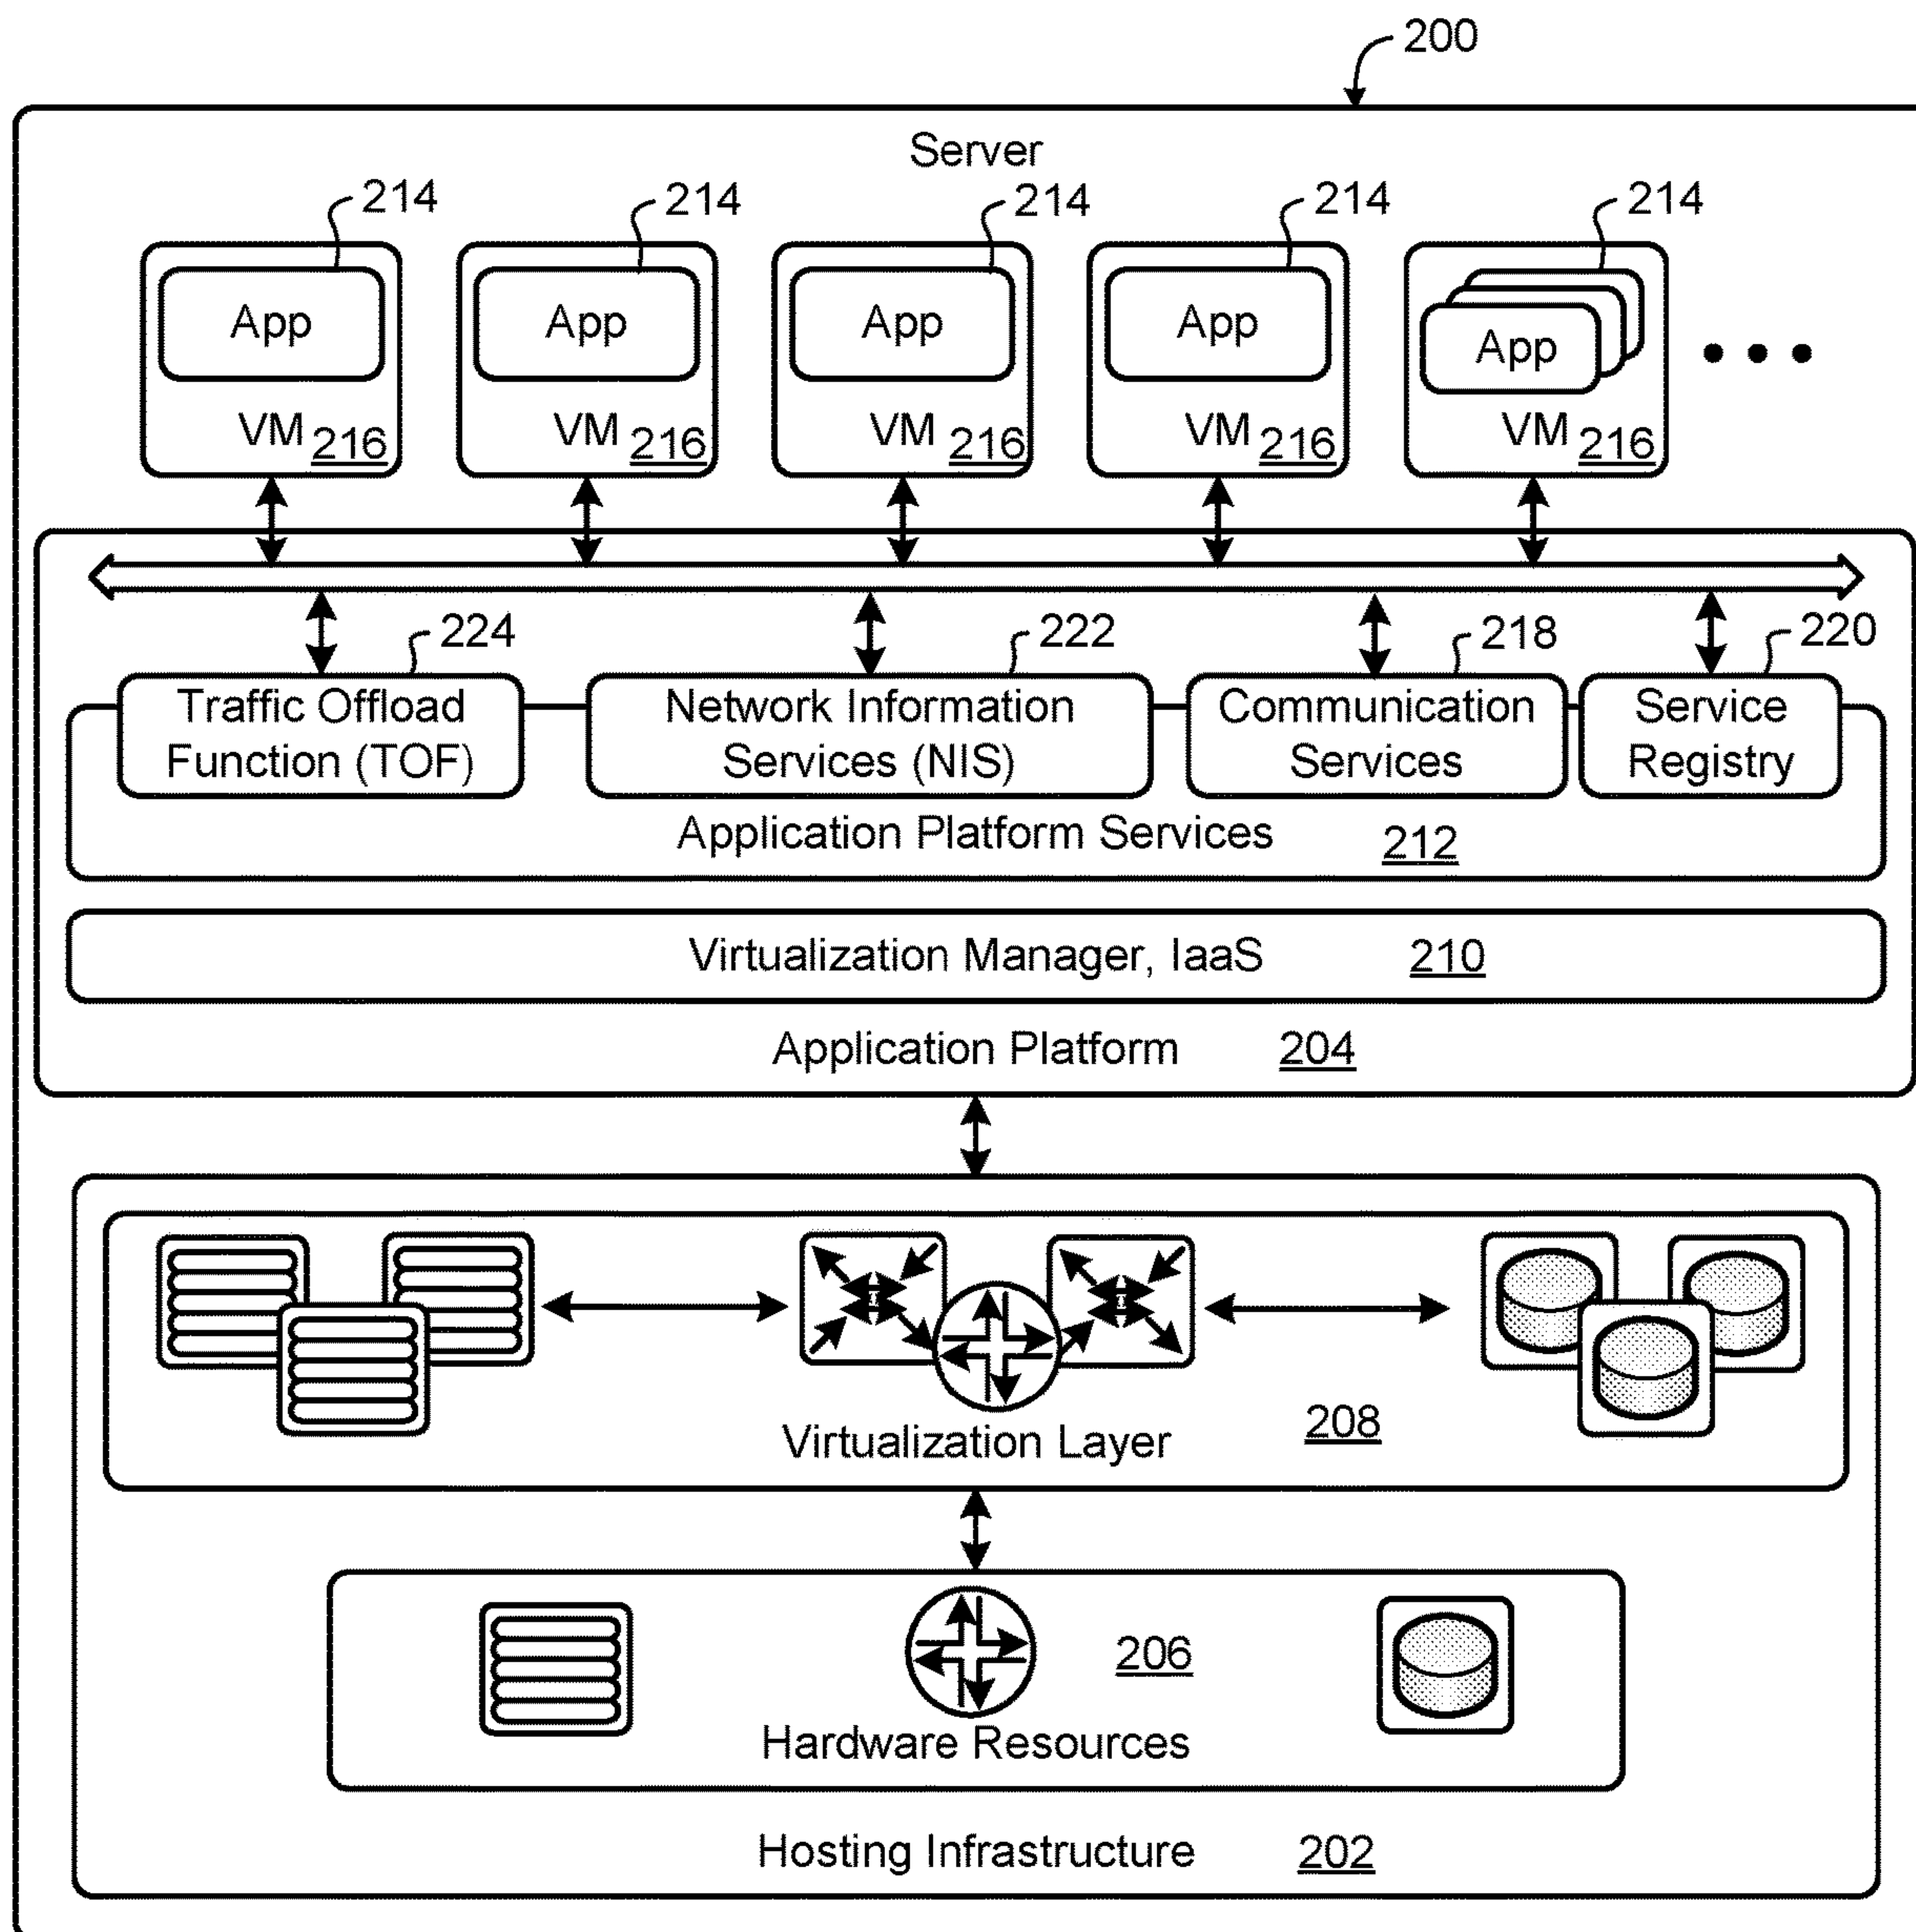 200
Server
214 214 214 214 214
App App App App App
VM 216 VM 216 VM 216 VM 216 VM 216
224 222 218 220
Traffic Offload
Function (TOF)
Network Information
Services (NIS)
Communication
Services
Service
Registry
Application Platform Services 212
Virtualization Manager, IaaS 210
Application Platform 204
Virtualization Layer 208
206
Hardware Resources
Hosting Infrastructure 202